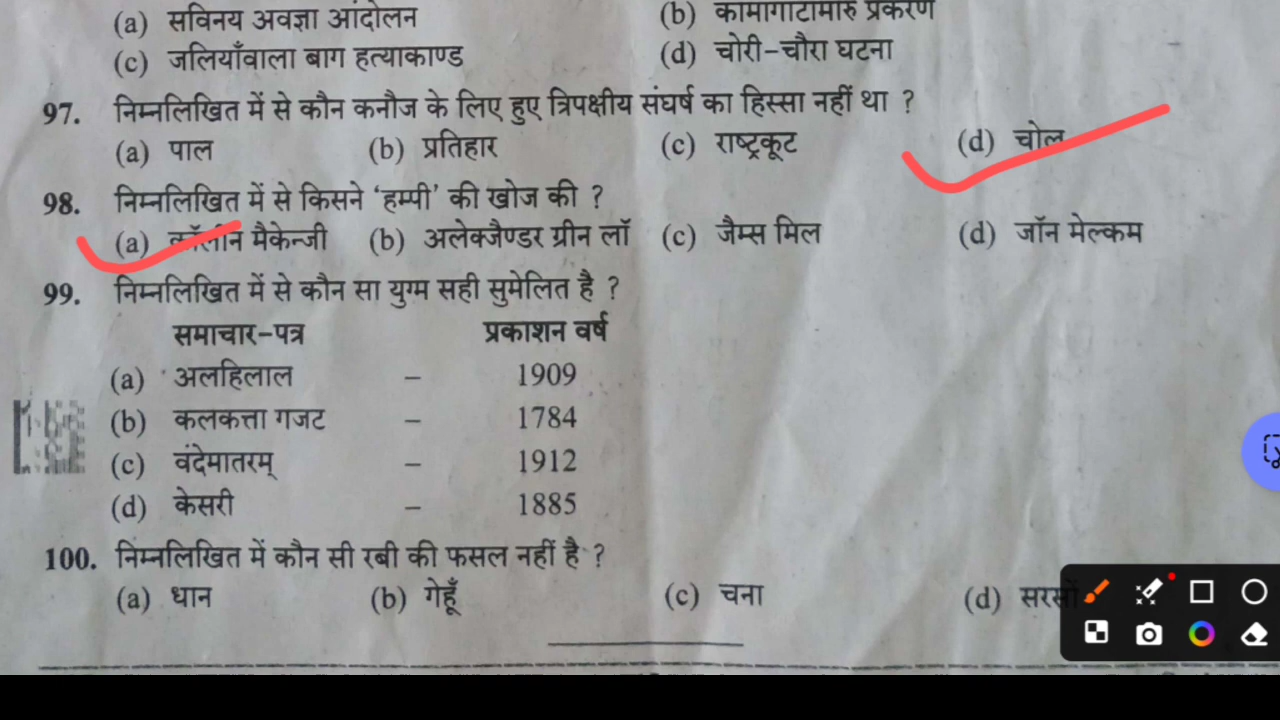 (a) सविनय अवज्ञा आंदोलन (b) कामागाटामारु प्रकरण
(c) जलियाँवाला बाग हत्याकाण्ड (d) चोरी-चौरा घटना
97. निम्नलिखित में से कौन कनौज के लिए हुए त्रिपक्षीय संघर्ष का हिस्सा नहीं था ?
(a) पाल (b) प्रतिहार (c) राष्ट्रकूट (d) चोल
98. निम्नलिखित में से किसने 'हम्पी' की खोज की ?
(a) कॉलीन मैकेन्जी (b) अलेक्जैण्डर ग्रीन लॉ (c) जैम्स मिल (d) जॉन मेल्कम
99. निम्नलिखित में से कौन सा युग्म सही सुमेलित है ?
समाचार-पत्र प्रकाशन वर्ष
(a) अलहिलाल – 1909
(b) कलकत्ता गजट – 1784
(c) वंदेमातरम् – 1912
(d) केसरी – 1885
100. निम्नलिखित में कौन सी रबी की फसल नहीं है ?
(a) धान (b) गेहूँ (c) चना (d) सरसों